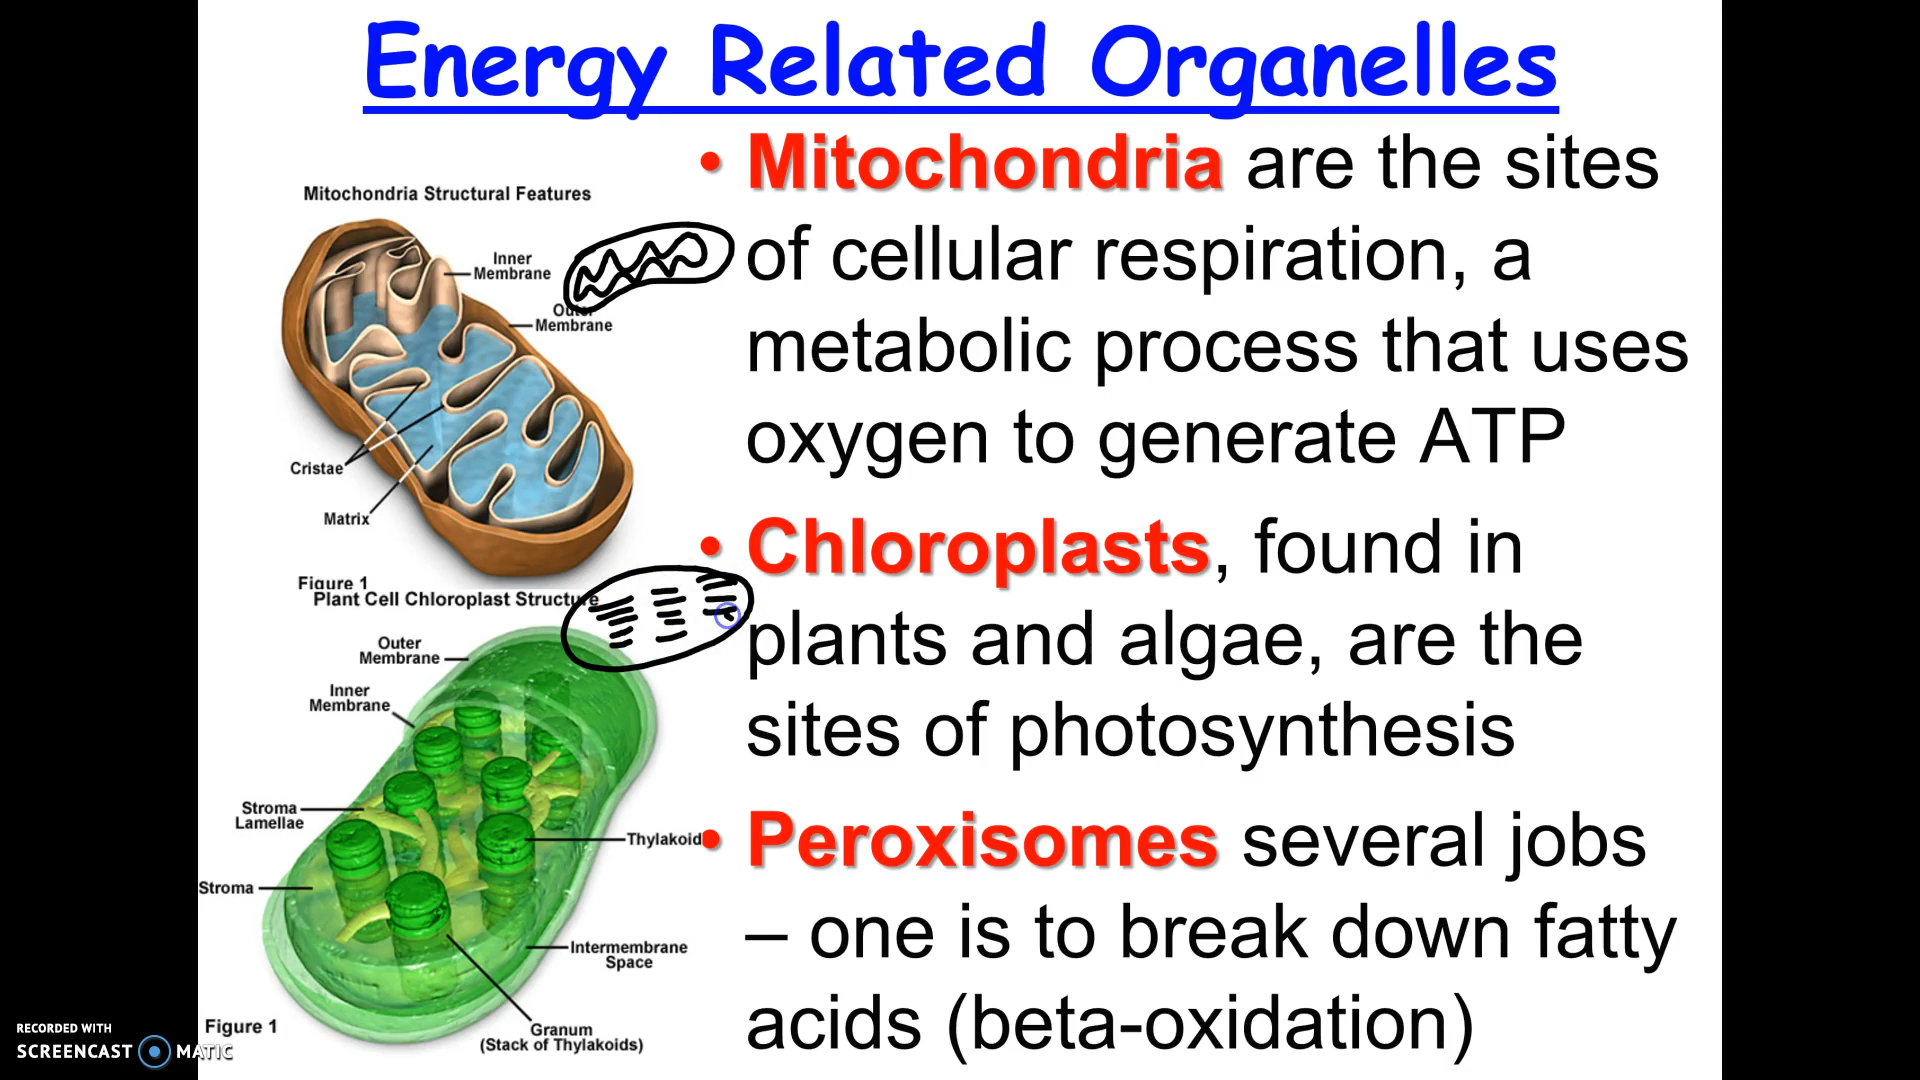 Energy Related Organelles
Mitochondria Structural Features
Inner
Membrane
Outer
Membrane
Cristae
Matrix
Figure 1
• Mitochondria are the sites
of cellular respiration, a
metabolic process that uses
oxygen to generate ATP
Plant Cell Chloroplast Structure
Outer
Membrane
Inner
Membrane
Stroma
Lamellae
Thylakoid
Stroma
Intermembrane
Space
Granum
(Stack of Thylakoids)
Figure 1
• Chloroplasts, found in
plants and algae, are the
sites of photosynthesis
• Peroxisomes several jobs
– one is to break down fatty
acids (beta-oxidation)
RECORDED WITH
SCREENCAST MATIC